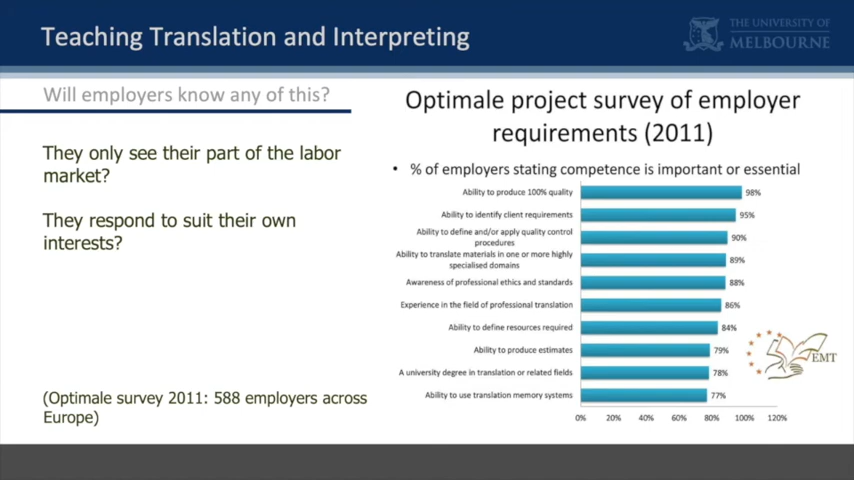 Teaching Translation and Interpreting
THE UNIVERSITY OF
MELBOURNE
Will employers know any of this?
They only see their part of the labor
market?
They respond to suit their own
interests?
(Optimale survey 2011: 588 employers across
Europe)
Optimale project survey of employer
requirements (2011)
• % of employers stating competence is important or essential
Ability to produce 100% quality 98%
Ability to identify client requirements 95%
Ability to define and/or apply quality control
procedures 90%
Ability to translate materials in one or more highly
specialised domains 89%
Awareness of professional ethics and standards 88%
Experience in the field of professional translation 86%
Ability to define resources required 84%
Ability to produce estimates 79%
A university degree in translation or related fields 78%
Ability to use translation memory systems 77%
0% 20% 40% 60% 80% 100% 120%
EMT